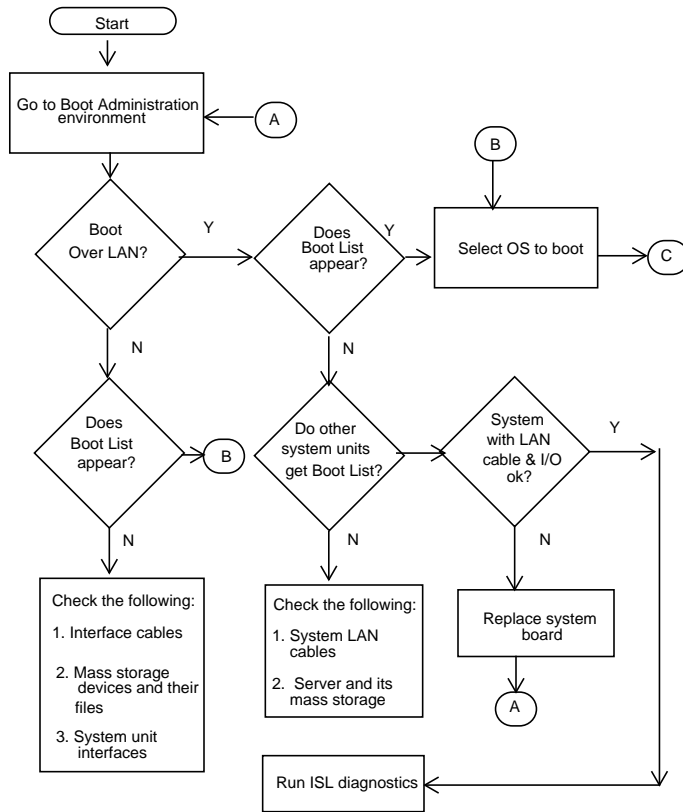 Start
Go to Boot Administration
environment
A
B
Boot
Over LAN?
Y
Does
Boot List
appear?
Y
Select OS to boot
C
N
N
Does
Boot List
appear?
B
Do other
system units
get Boot List?
System
with LAN
cable & I/O
ok?
Y
N
N
N
Check the following:
1. Interface cables
2. Mass storage
devices and their
files
3. System unit
interfaces
Check the following:
1. System LAN
cables
2. Server and its
mass storage
Replace system
board
A
Run ISL diagnostics